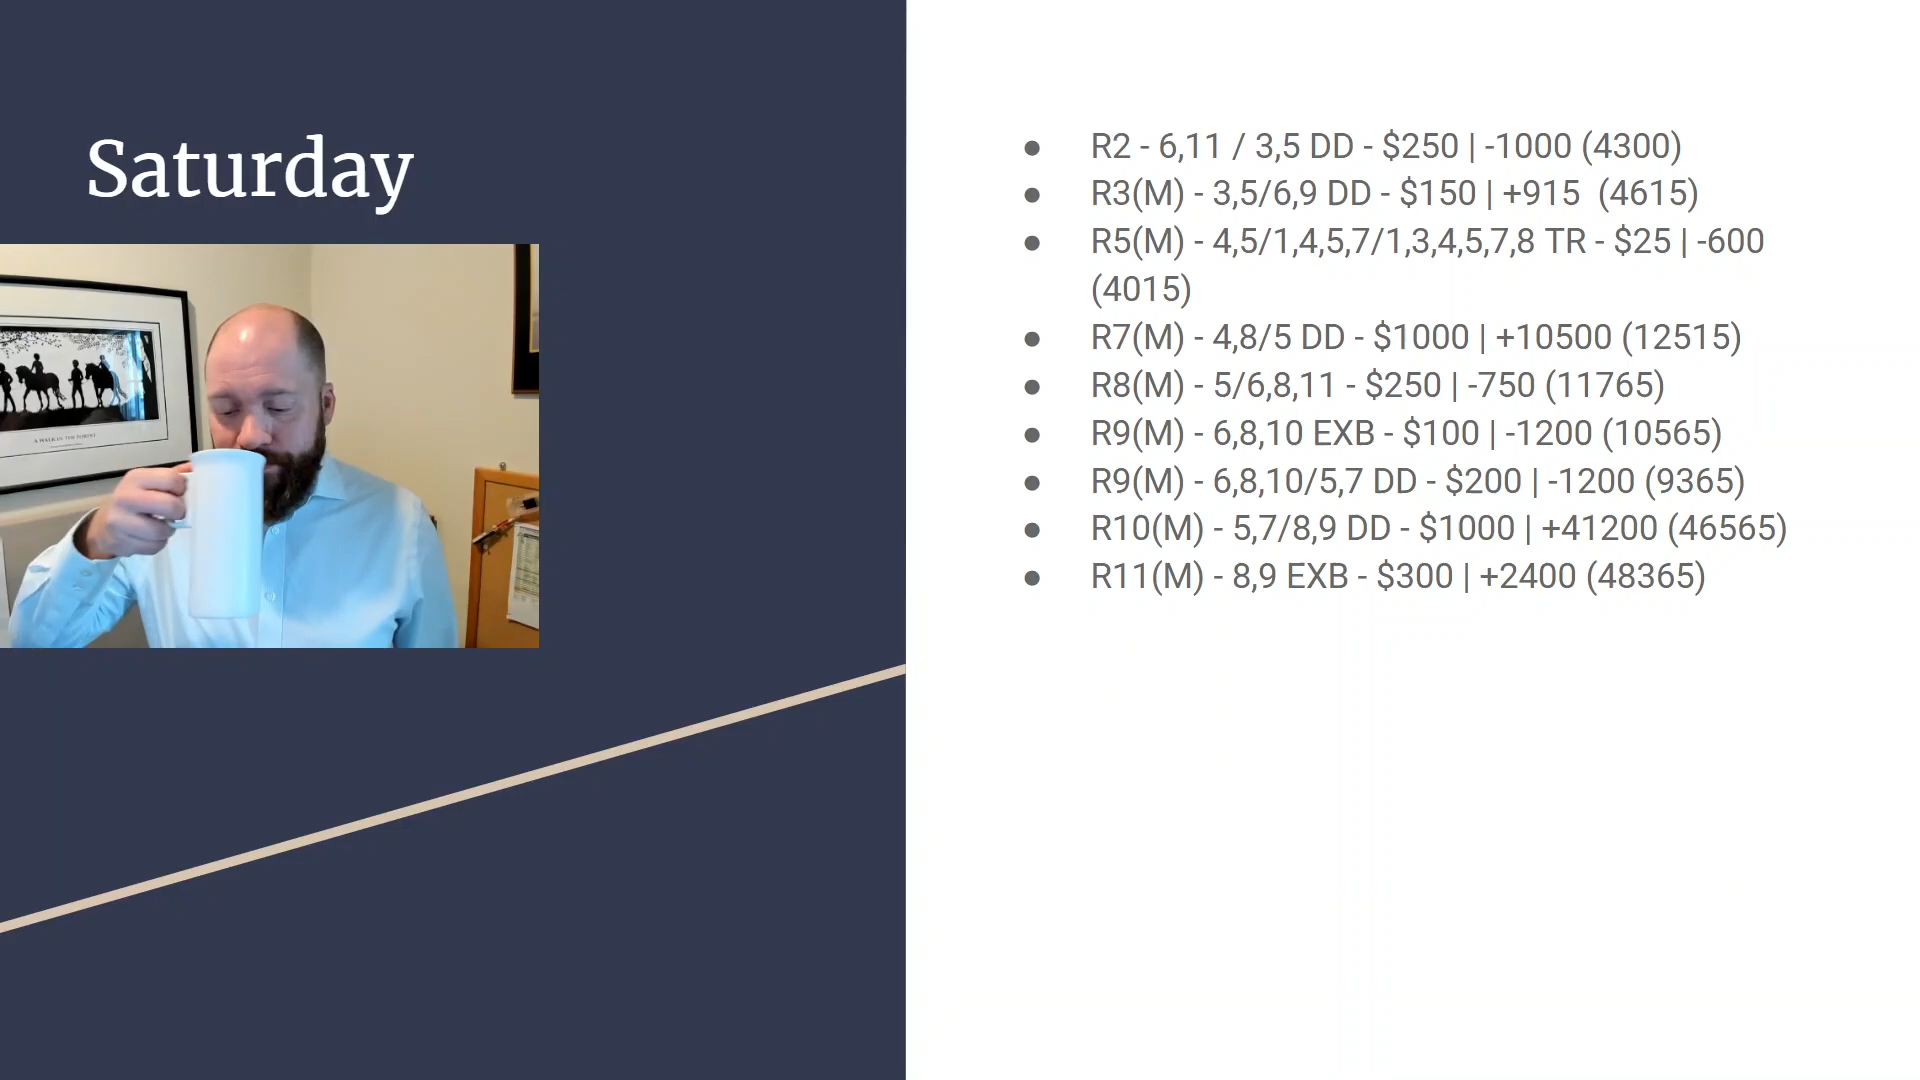 Saturday
A WALK IN THE FOREST
● R2 - 6,11 / 3,5 DD - $250 | -1000 (4300)
● R3(M) - 3,5/6,9 DD - $150 | +915 (4615)
● R5(M) - 4,5/1,4,5,7/1,3,4,5,7,8 TR - $25 | -600
(4015)
● R7(M) - 4,8/5 DD - $1000 | +10500 (12515)
● R8(M) - 5/6,8,11 - $250 | -750 (11765)
● R9(M) - 6,8,10 EXB - $100 | -1200 (10565)
● R9(M) - 6,8,10/5,7 DD - $200 | -1200 (9365)
● R10(M) - 5,7/8,9 DD - $1000 | +41200 (46565)
● R11(M) - 8,9 EXB - $300 | +2400 (48365)